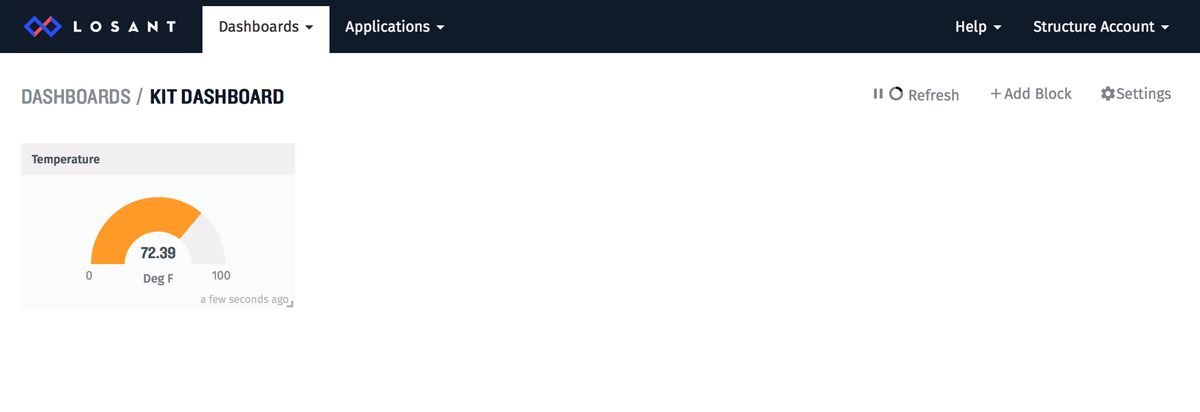 LOSANT Dashboards Applications Help Structure Account
DASHBOARDS / KIT DASHBOARD Refresh +Add Block Settings
Temperature
72.39
0 100
Deg F
a few seconds ago